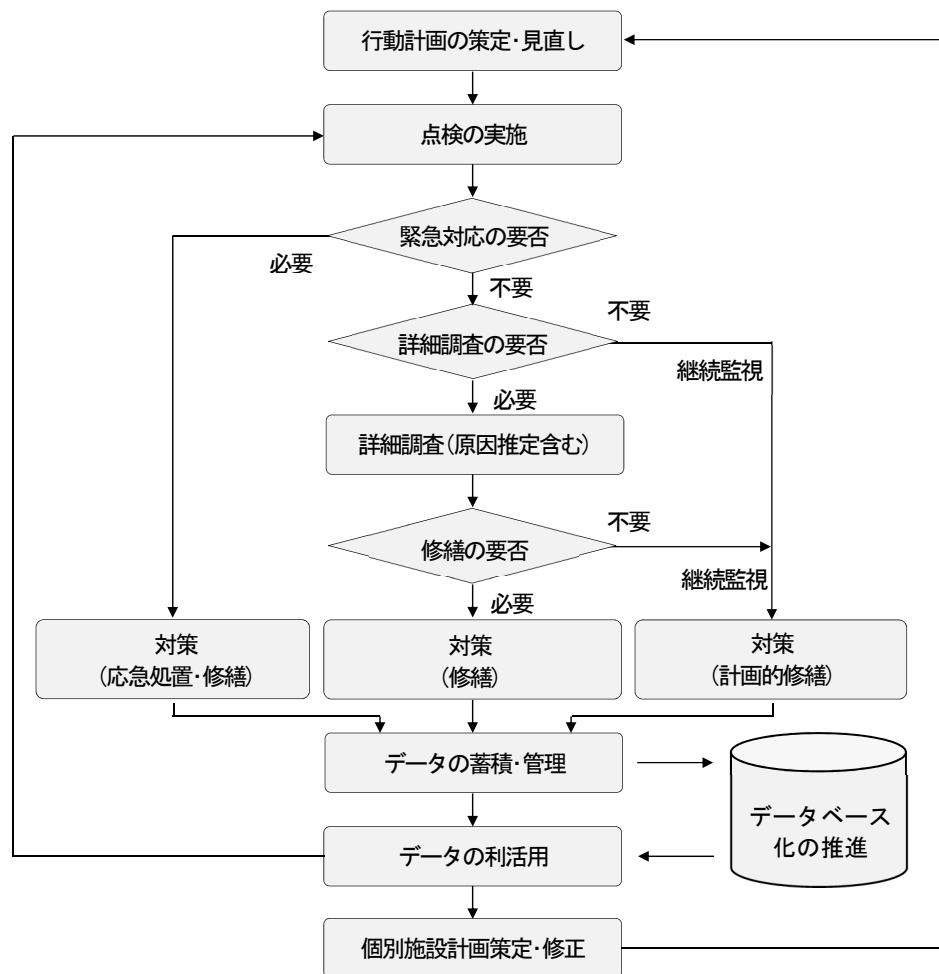 行動計画の策定・見直し
点検の実施
緊急対応の要否
必要
不要
不要
詳細調査の要否
継続監視
必要
詳細調査(原因推定含む)
不要
修繕の要否
継続監視
必要
対策
(応急処置・修繕)
対策
(修繕)
対策
(計画的修繕)
データの蓄積・管理
データベース
化の推進
データの利活用
個別施設計画策定・修正